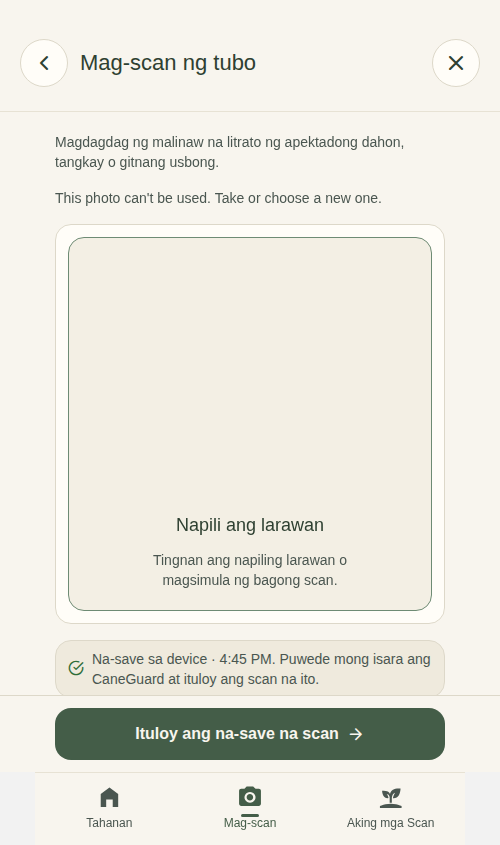 Mag-scan ng tubo
Magdagdag ng malinaw na litrato ng apektadong dahon,
tangkay o gitnang usbong.
This photo can't be used. Take or choose a new one.
Napili ang larawan
Tingnan ang napiling larawan o
magsimula ng bagong scan.
Na-save sa device · 4:45 PM. Puwede mong isara ang
CaneGuard at ituloy ang scan na ito.
Ituloy ang na-save na scan
Tahanan
Mag-scan
Aking mga Scan